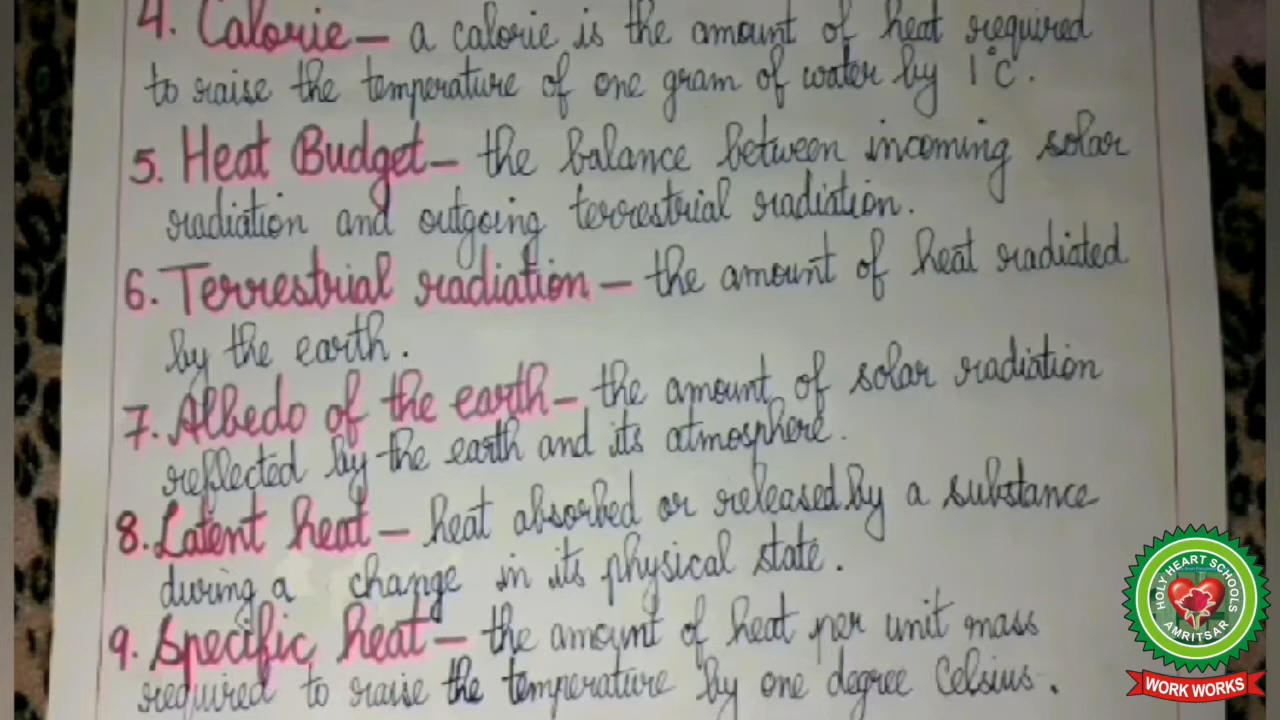 4. Calorie – a calorie is the amount of heat required
to raise the temperature of one gram of water by 1°C.
5. Heat Budget – the balance between incoming solar
radiation and outgoing terrestrial radiation.
6. Terrestrial radiation – the amount of heat radiated
by the earth.
7. Albedo of the earth – the amount of solar radiation
reflected by the earth and its atmosphere.
8. Latent heat – heat absorbed or released by a substance
during a change in its physical state.
9. Specific heat – the amount of heat per unit mass
required to raise the temperature by one degree Celsius.
HOLY HEART SCHOOLS
AMRITSAR
WORK WORKS